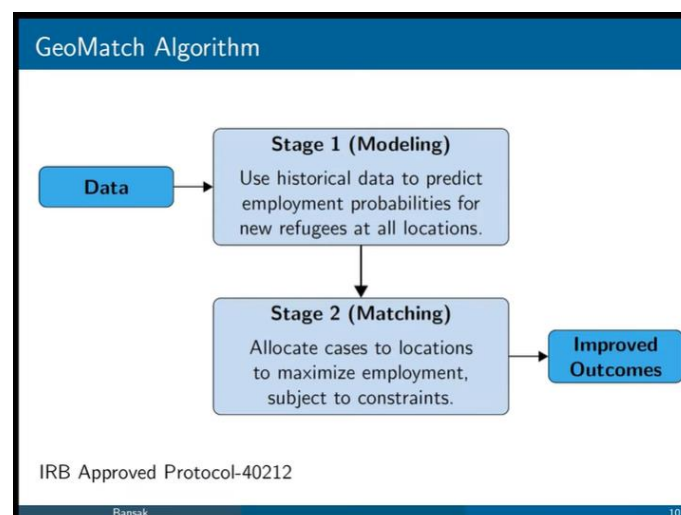 GeoMatch Algorithm
Data
Stage 1 (Modeling)
Use historical data to predict
employment probabilities for
new refugees at all locations.
Stage 2 (Matching)
Allocate cases to locations
to maximize employment,
subject to constraints.
Improved
Outcomes
IRB Approved Protocol-40212
Bansak
10